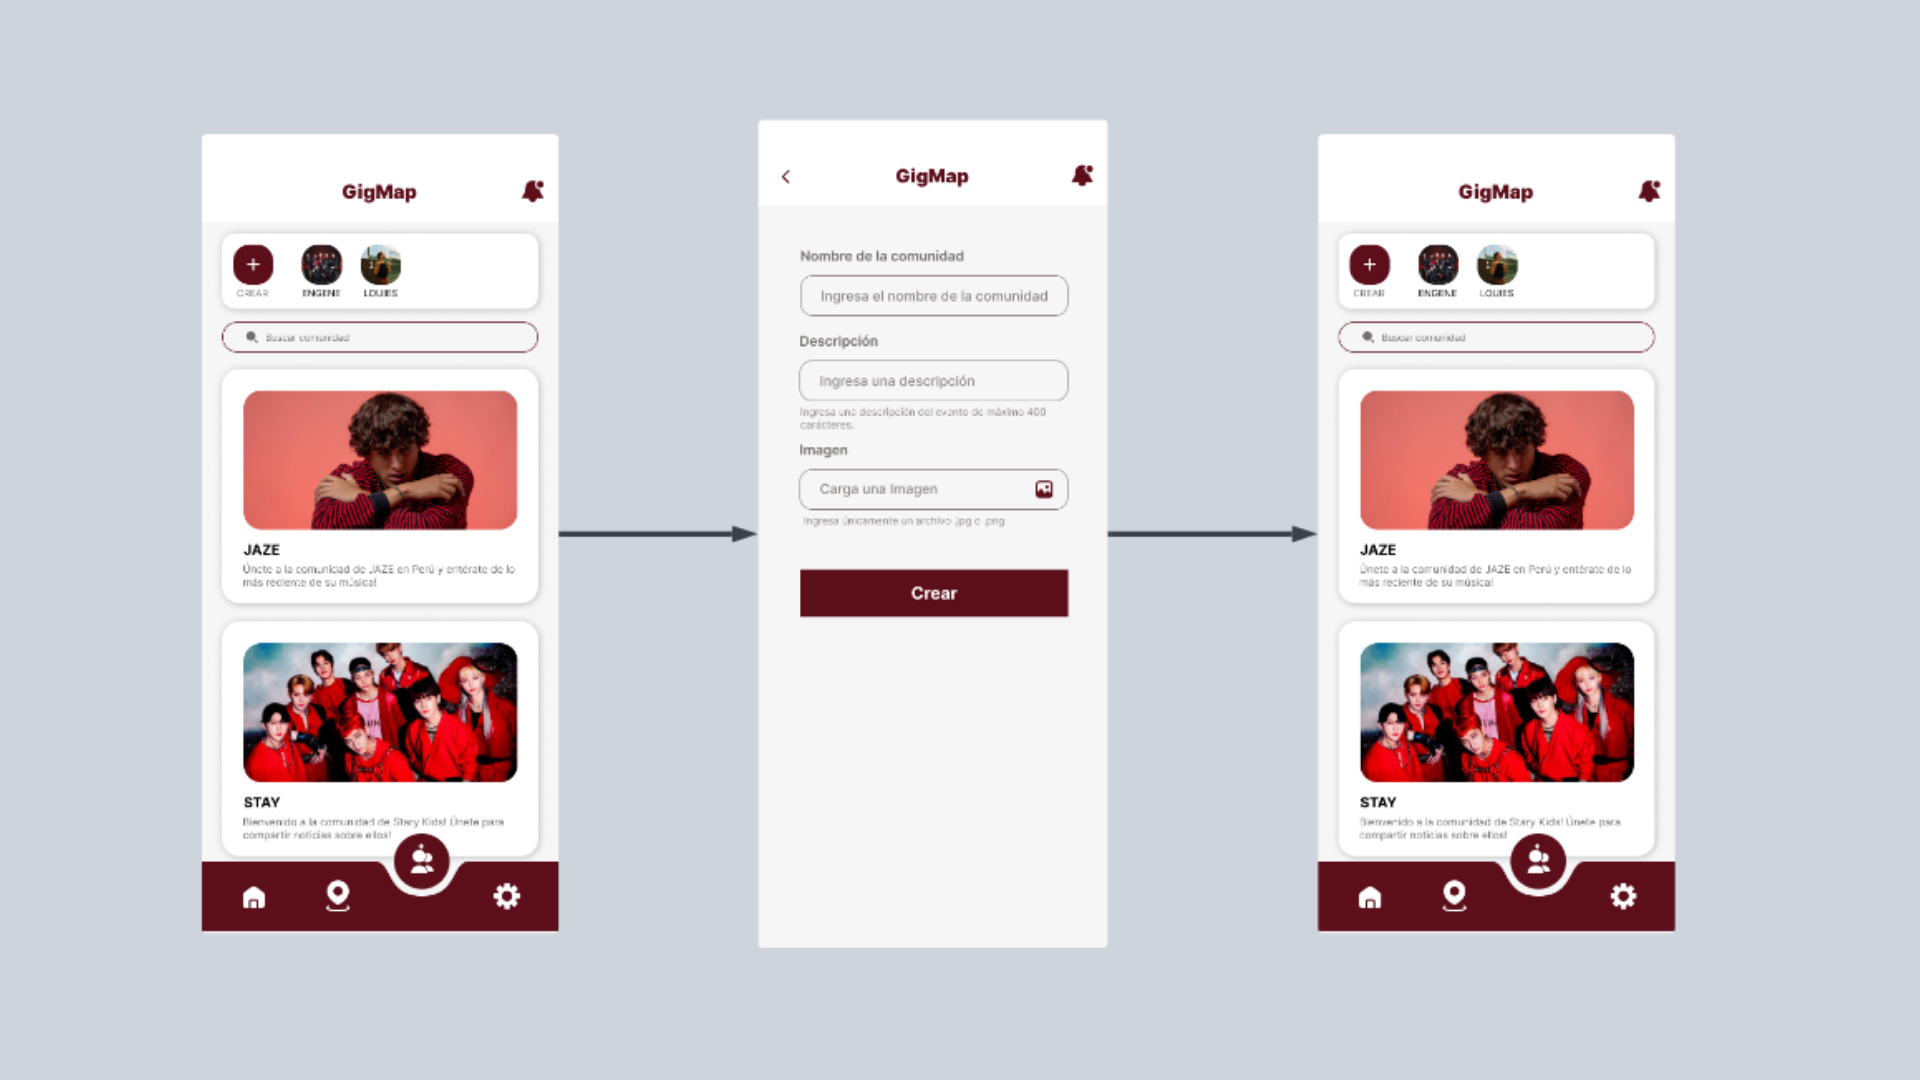 GigMap
CREAR
ENGENE
LOUIES
Buscar comunidad
JAZE
Únete a la comunidad de JAZE en Perú y entérate de lo
más reciente de su música!
STAY
Bienvenido a la comunidad de Stary Kids! Únete para
compartir noticias sobre ellos!
GigMap
Nombre de la comunidad
Ingresa el nombre de la comunidad
Descripción
Ingresa una descripción
Ingresa una descripción del evento de máximo 400
carácteres.
Imagen
Carga una Imagen
Ingresa únicamente un archivo .jpg o .png
Crear
GigMap
CREAR
ENGENE
LOUIES
Buscar comunidad
JAZE
Únete a la comunidad de JAZE en Perú y entérate de lo
más reciente de su música!
STAY
Bienvenido a la comunidad de Stary Kids! Únete para
compartir noticias sobre ellos!